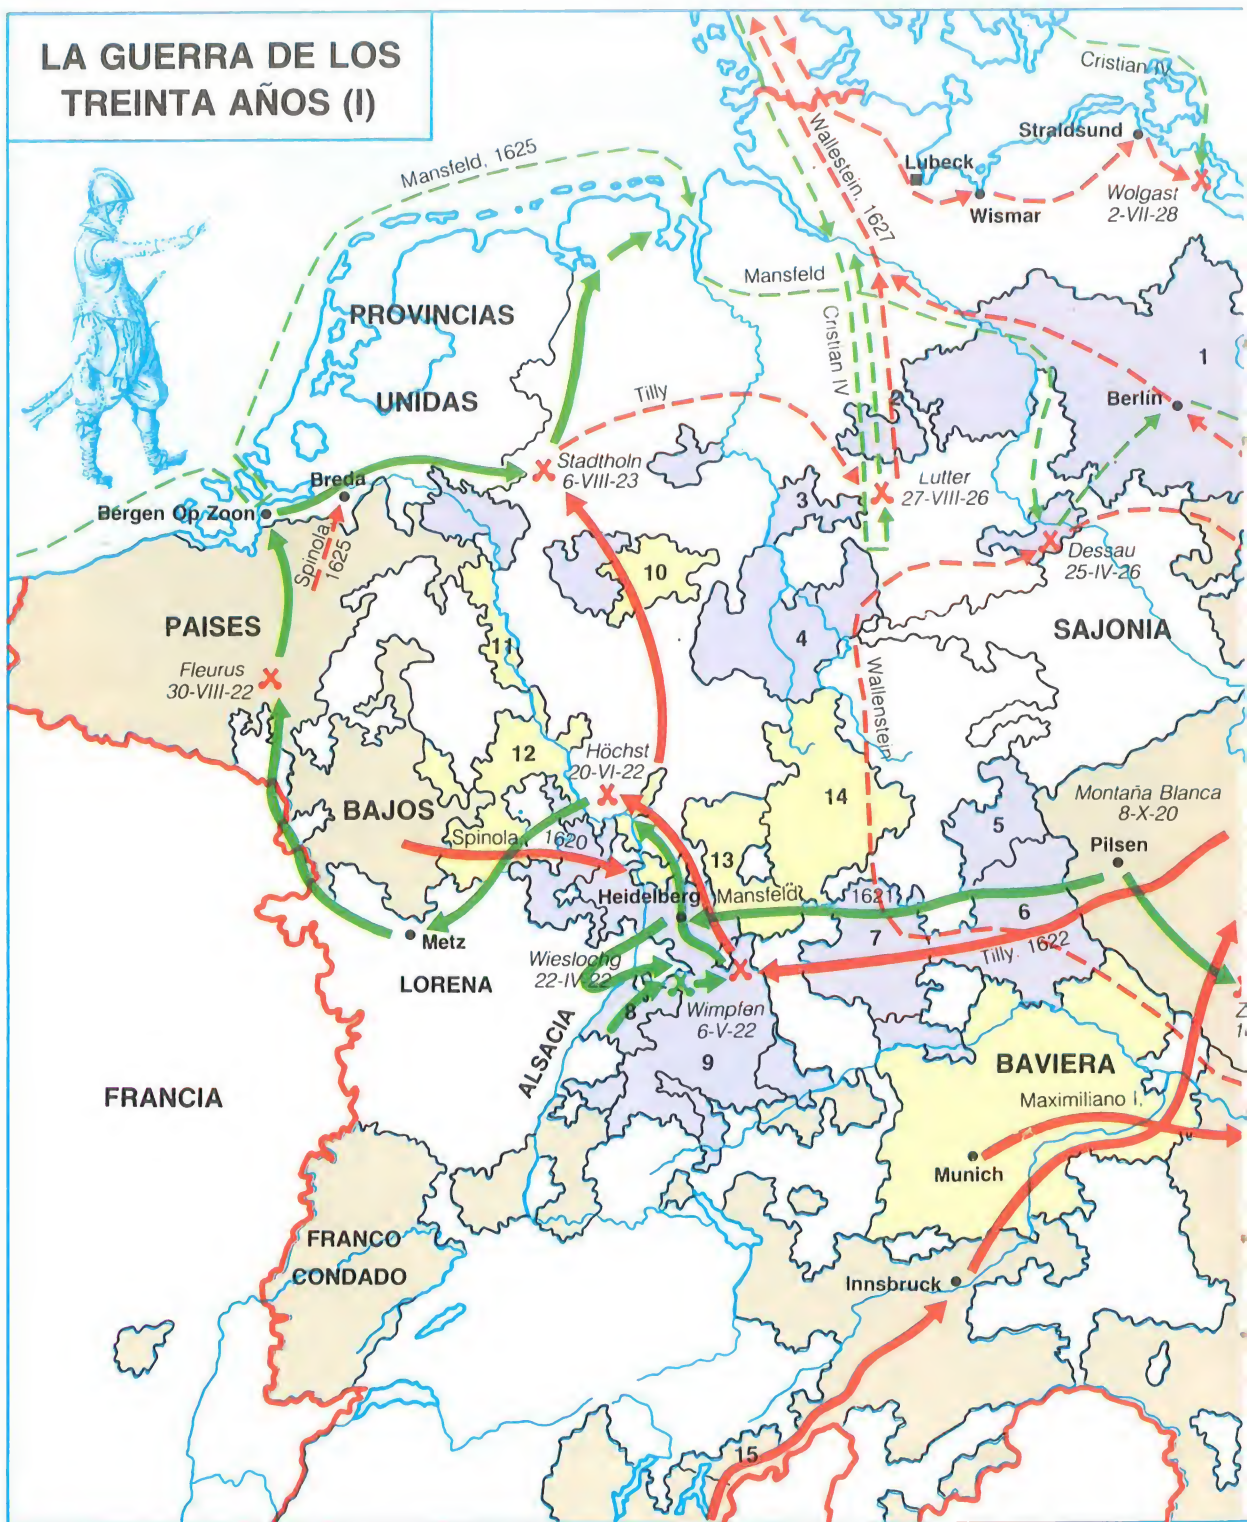 LA GUERRA DE LOS
TREINTA AÑOS (I)
Cristian IV
Mansfeld, 1625
Wallestein, 1627
Straldsund
Lubeck
Wismar
Wolgast
2-VII-28
Mansfeld
PROVINCIAS
UNIDAS
Cristian IV
1
2
Berlín
Tilly
Stadtholn
6-VIII-23
Lutter
27-VIII-26
3
Breda
Bergen Op Zoon
Spinola
1625
Dessau
25-IV-26
10
PAISES
SAJONIA
4
11
Fleurus
30-VIII-22
Wallenstein
12
Höchst
20-VI-22
14
Montaña Blanca
8-X-20
BAJOS
5
Spinola, 1620
Pilsen
13
Heidelberg
Mansfeld
1621
6
7
Metz
Tilly. 1622
Wieslochg
22-IV-22
LORENA
8
Wimpfen
6-V-22
Z
ALSACIA
9
BAVIERA
FRANCIA
Maximiliano I,
Munich
FRANCO
CONDADO
Innsbruck
15